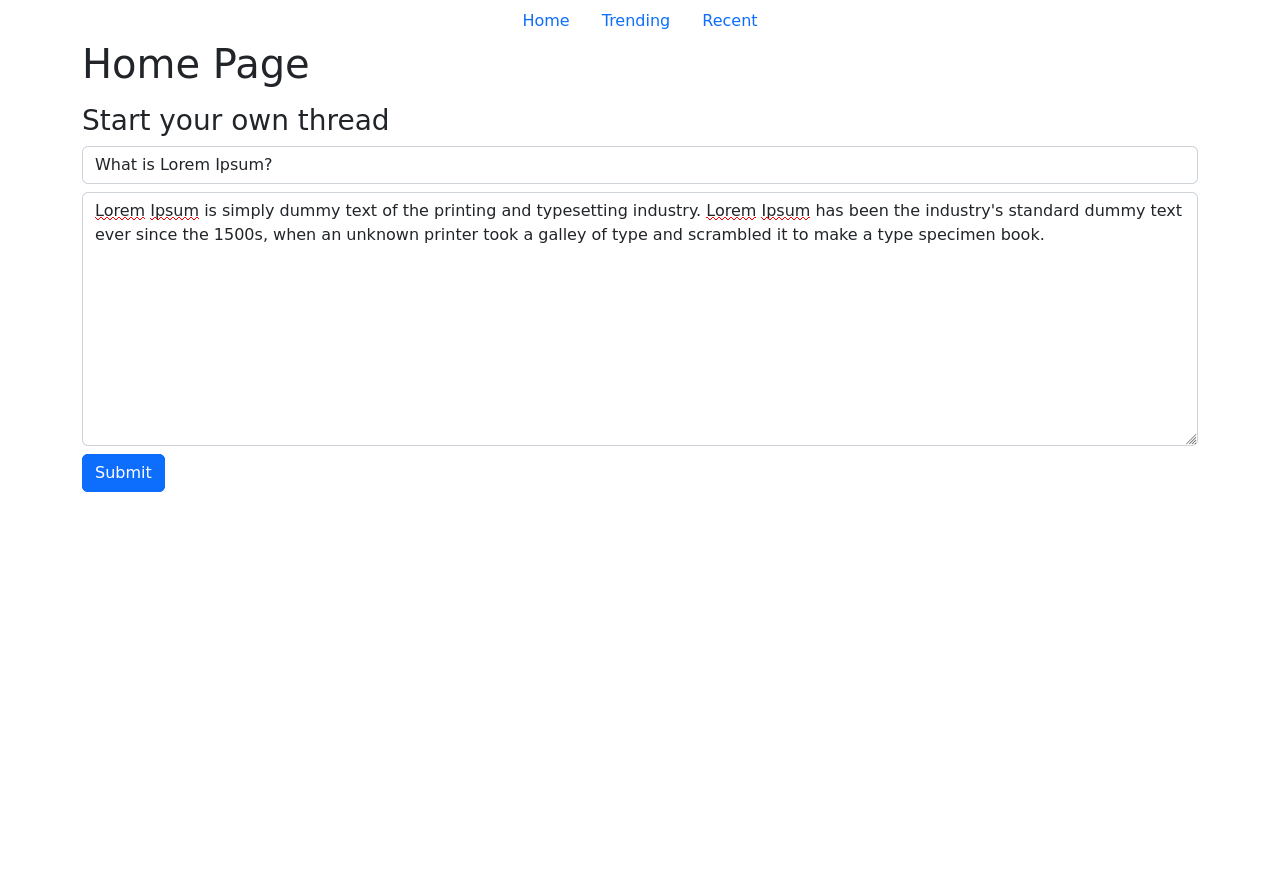 Home Trending Recent
Home Page
Start your own thread
What is Lorem Ipsum?
Lorem Ipsum is simply dummy text of the printing and typesetting industry. Lorem Ipsum has been the industry's standard dummy text
ever since the 1500s, when an unknown printer took a galley of type and scrambled it to make a type specimen book.
Submit